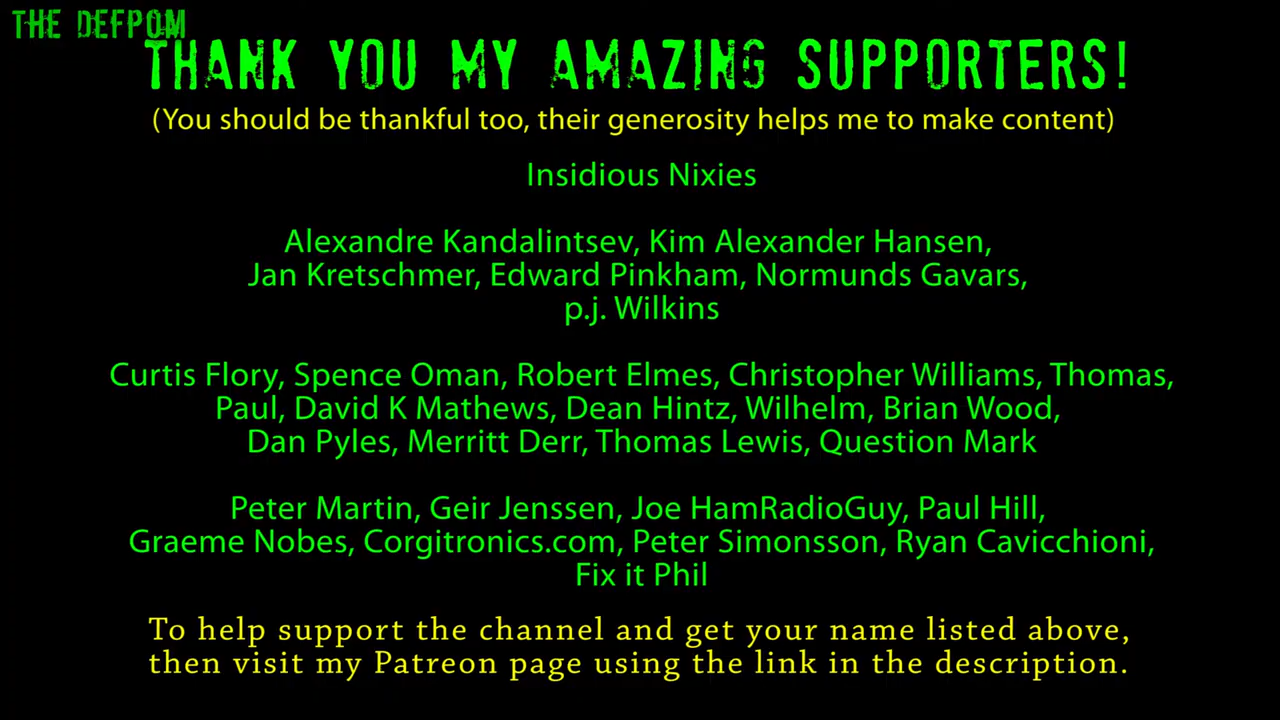 THE DEFPOM
THANK YOU MY AMAZING SUPPORTERS!
(You should be thankful too, their generosity helps me to make content)
Insidious Nixies
Alexandre Kandalintsev, Kim Alexander Hansen,
Jan Kretschmer, Edward Pinkham, Normunds Gavars,
p.j. Wilkins
Curtis Flory, Spence Oman, Robert Elmes, Christopher Williams, Thomas,
Paul, David K Mathews, Dean Hintz, Wilhelm, Brian Wood,
Dan Pyles, Merritt Derr, Thomas Lewis, Question Mark
Peter Martin, Geir Jenssen, Joe HamRadioGuy, Paul Hill,
Graeme Nobes, Corgitronics.com, Peter Simonsson, Ryan Cavicchioni,
Fix it Phil
To help support the channel and get your name listed above,
then visit my Patreon page using the link in the description.